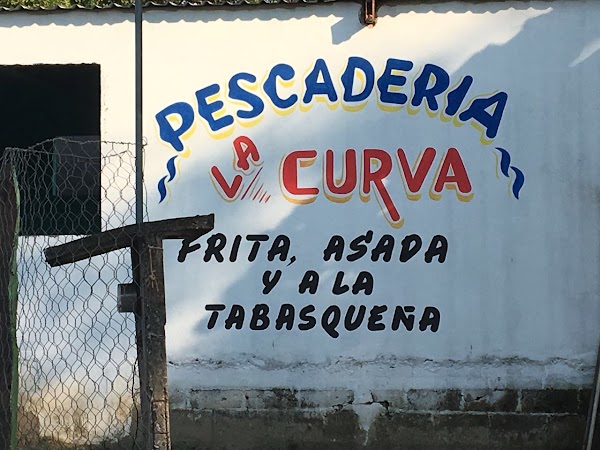 PESCADERIA
LA CURVA
FRITA, ASADA
Y A LA
TABASQUEÑA